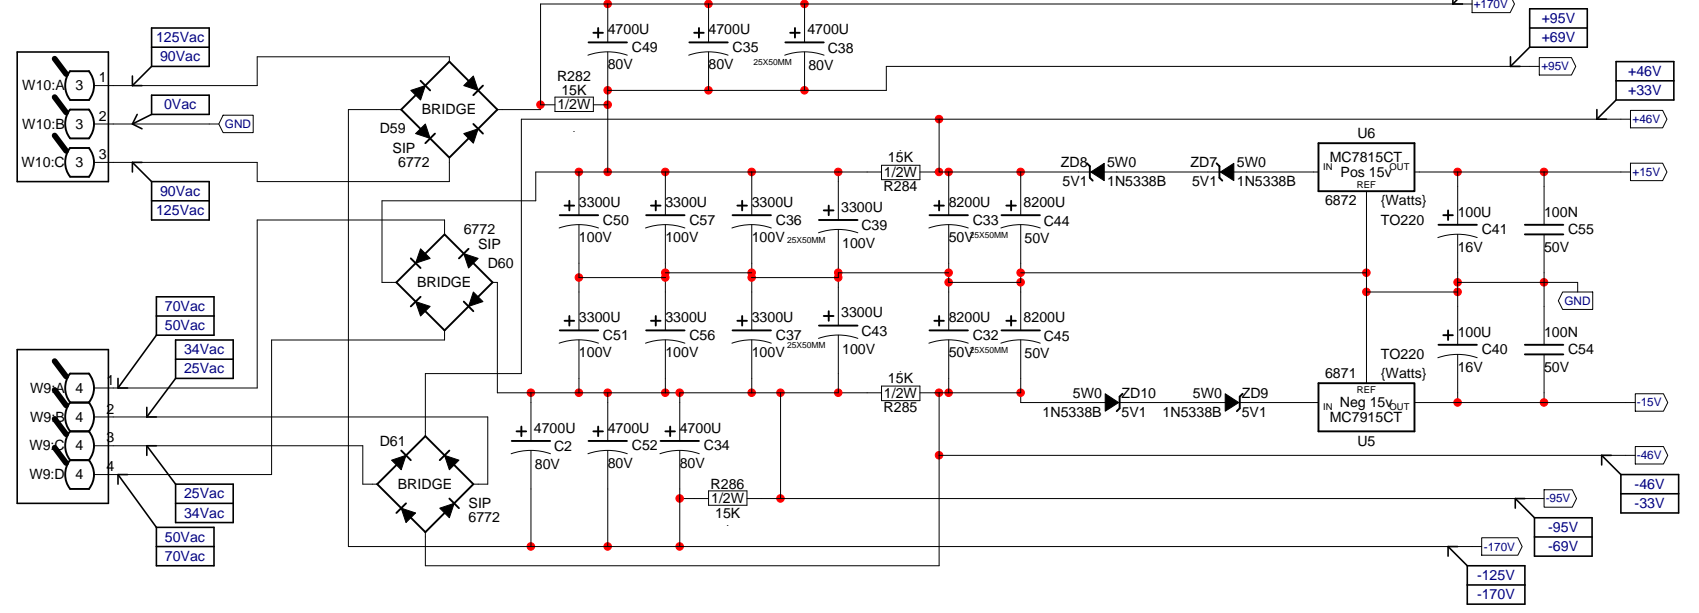 +170V
125Vac
90Vac
+ 4700U
C49
80V
+ 4700U
C35
25X50MM
80V
+ 4700U
C38
80V
+95V
+69V
+95V
+46V
+33V
+46V
W10:A
3
1
0Vac
W10:B
3
2
GND
W10:C
3
3
90Vac
125Vac
BRIDGE
D59
SIP
6772
R282
15K
1/2W
15K
1/2W
R284
ZD8
5W0
5V1
1N5338B
ZD7
5W0
5V1
1N5338B
U6
MC7815CT
IN
OUT
Pos 15v
REF
6872
{Watts}
TO220
+15V
+ 3300U
C50
100V
+ 3300U
C57
100V
+ 3300U
C36
25X50MM
100V
+ 3300U
C39
100V
+ 8200U
C33
25X50MM
50V
+ 8200U
C44
50V
+ 100U
C41
16V
100N
C55
50V
6772
SIP
D60
BRIDGE
GND
70Vac
50Vac
34Vac
25Vac
+ 3300U
C51
100V
+ 3300U
C56
100V
+ 3300U
C37
25X50MM
100V
+ 3300U
C43
100V
+ 8200U
C32
25X50MM
50V
+ 8200U
C45
50V
+ 100U
C40
16V
100N
C54
50V
W9:A
4
1
W9:B
4
2
W9:C
4
3
W9:D
4
4
25Vac
34Vac
50Vac
70Vac
D61
BRIDGE
SIP
6772
15K
1/2W
R285
5W0
ZD10
1N5338B
5V1
5W0
ZD9
1N5338B
5V1
TO220
6871
{Watts}
REF
IN
Neg 15v
OUT
MC7915CT
U5
-15V
+ 4700U
C2
80V
+ 4700U
C52
80V
+ 4700U
C34
80V
R286
1/2W
15K
-46V
-46V
-33V
-95V
-95V
-69V
-170V
-125V
-170V